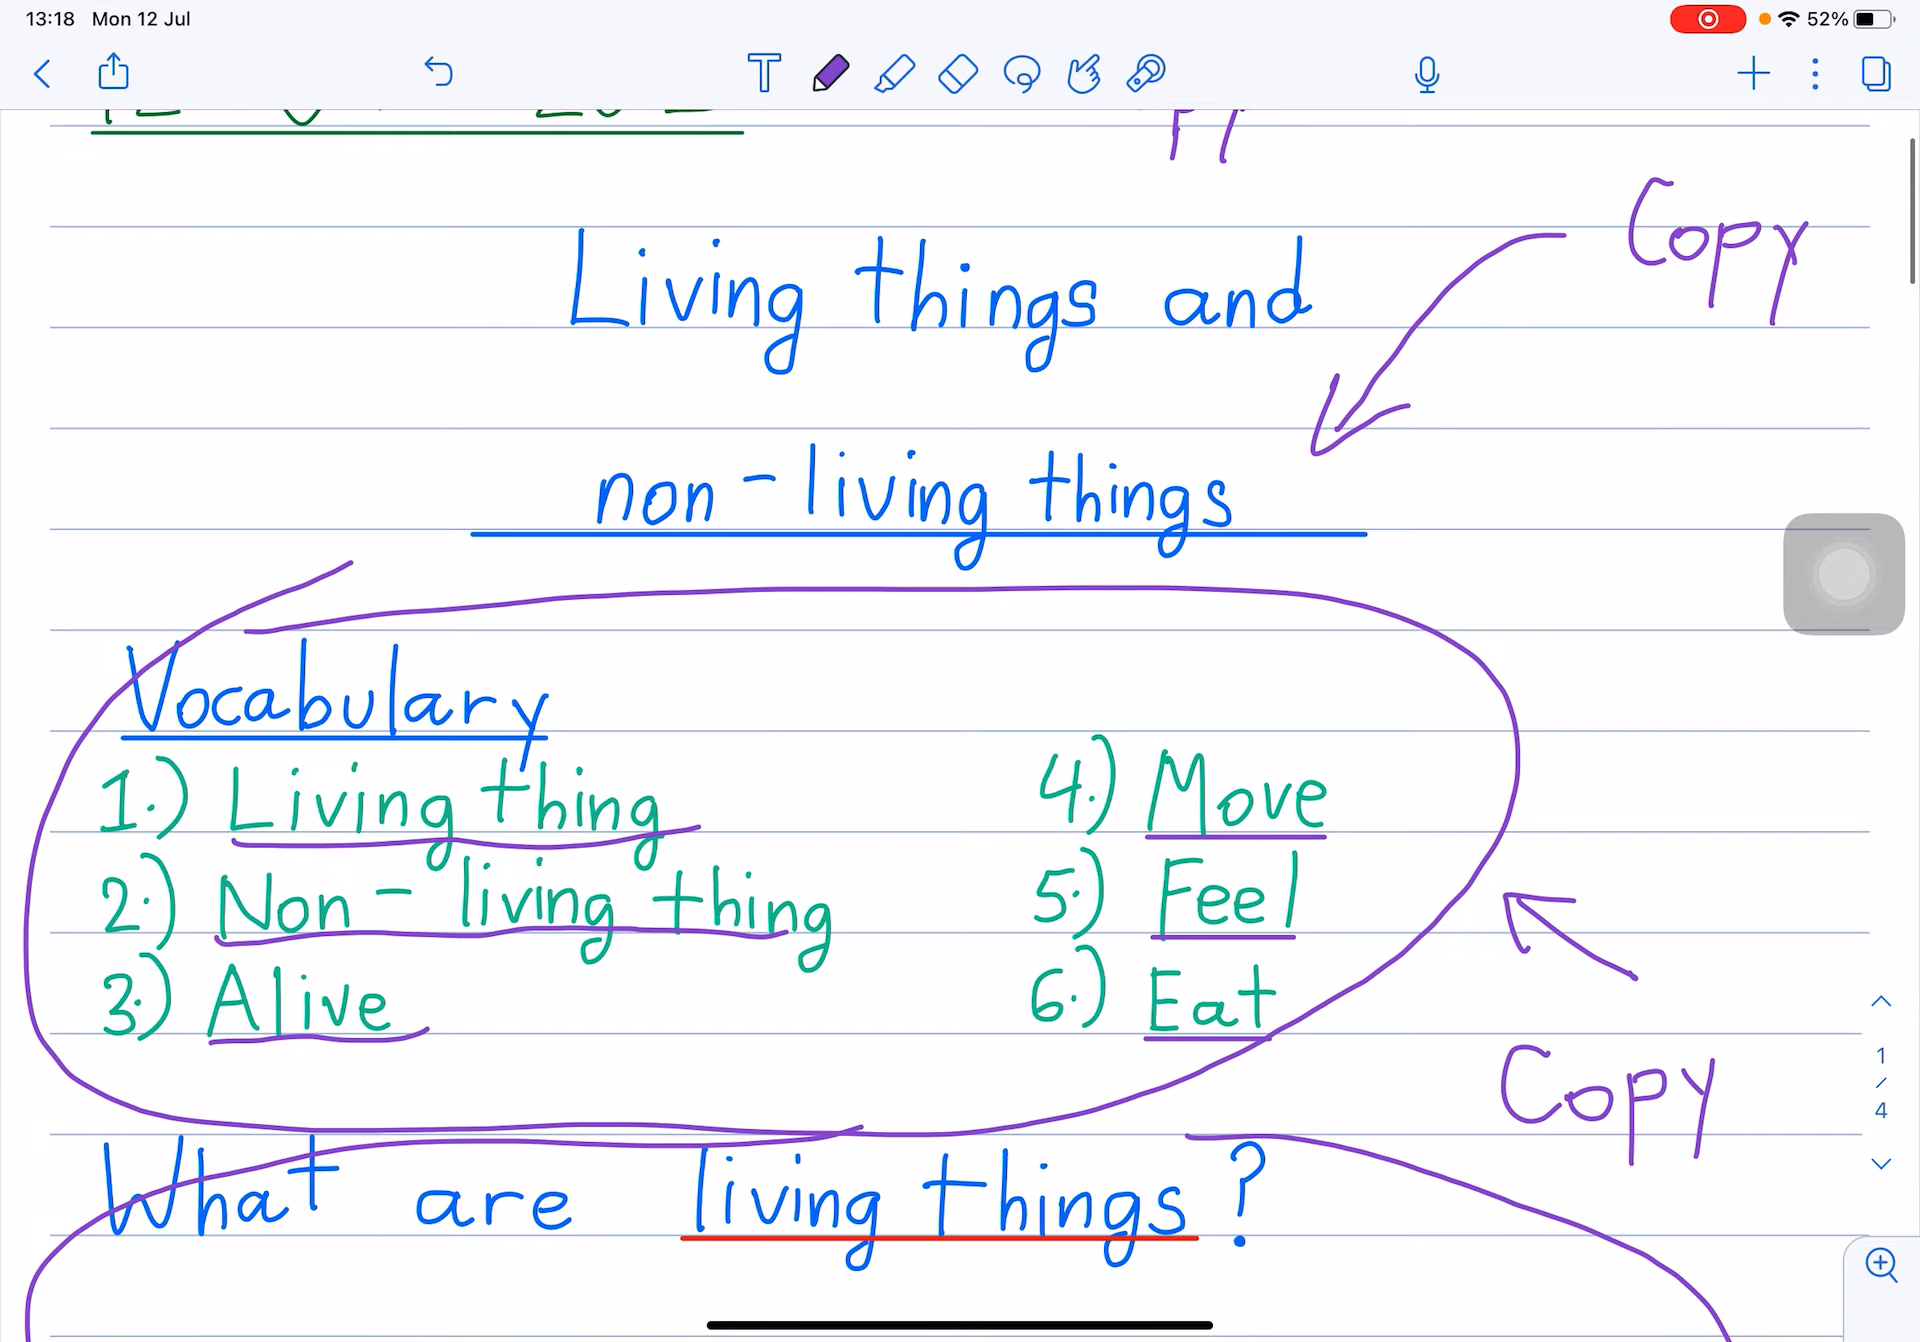 13:18 Mon 12 Jul
52%
Copy
Living things and
non-living things
Vocabulary
1.) Living thing
2.) Non-living thing
3.) Alive
4.) Move
5.) Feel
6.) Eat
Copy
What are living things?
1
/
4